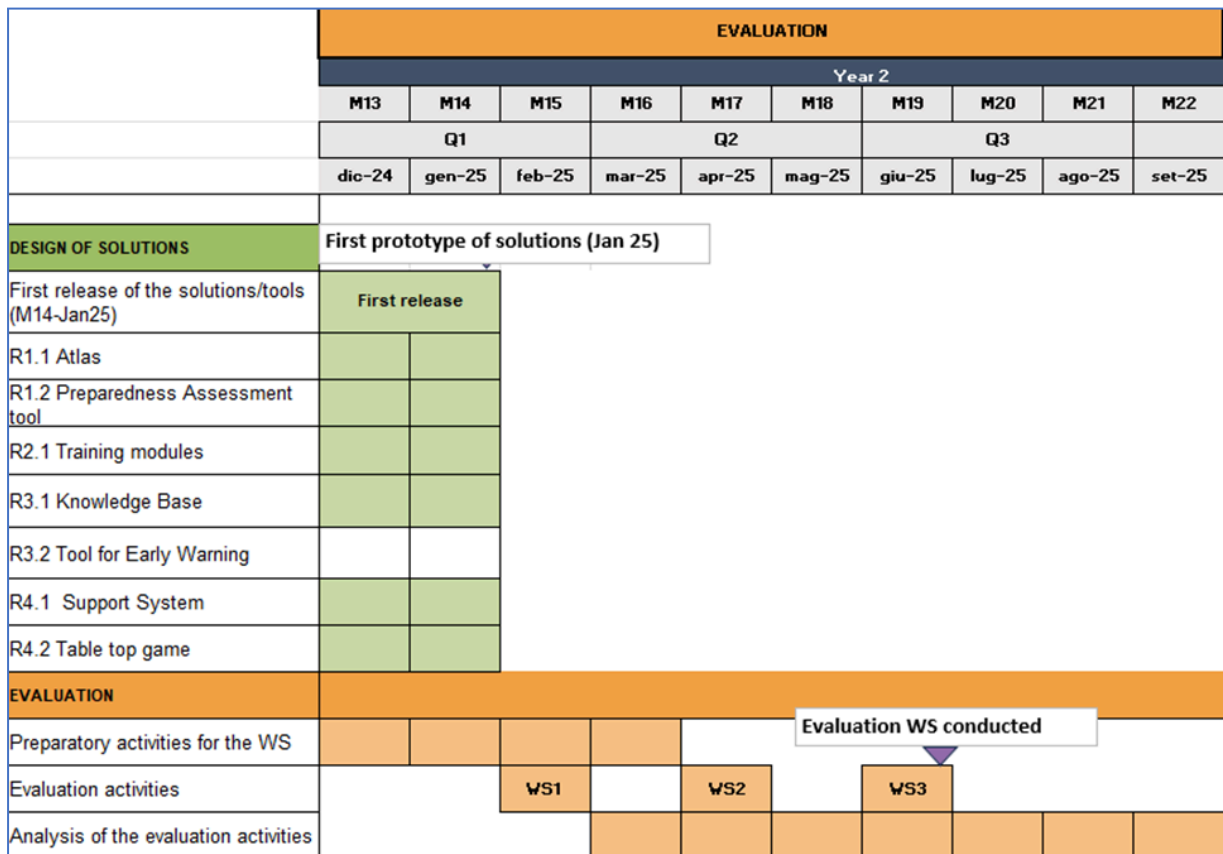 EVALUATION
Year 2
M13 M14 M15 M16 M17 M18 M19 M20 M21 M22
Q1 Q2 Q3
dic-24 gen-25 feb-25 mar-25 apr-25 mag-25 giu-25 lug-25 ago-25 set-25
DESIGN OF SOLUTIONS
First prototype of solutions (Jan 25)
First release of the solutions/tools
(M14-Jan25)
First release
R1.1 Atlas
R1.2 Preparedness Assessment
tool
R2.1 Training modules
R3.1 Knowledge Base
R3.2 Tool for Early Warning
R4.1 Support System
R4.2 Table top game
EVALUATION
Preparatory activities for the WS
Evaluation WS conducted
Evaluation activities
WS1 WS2 WS3
Analysis of the evaluation activities